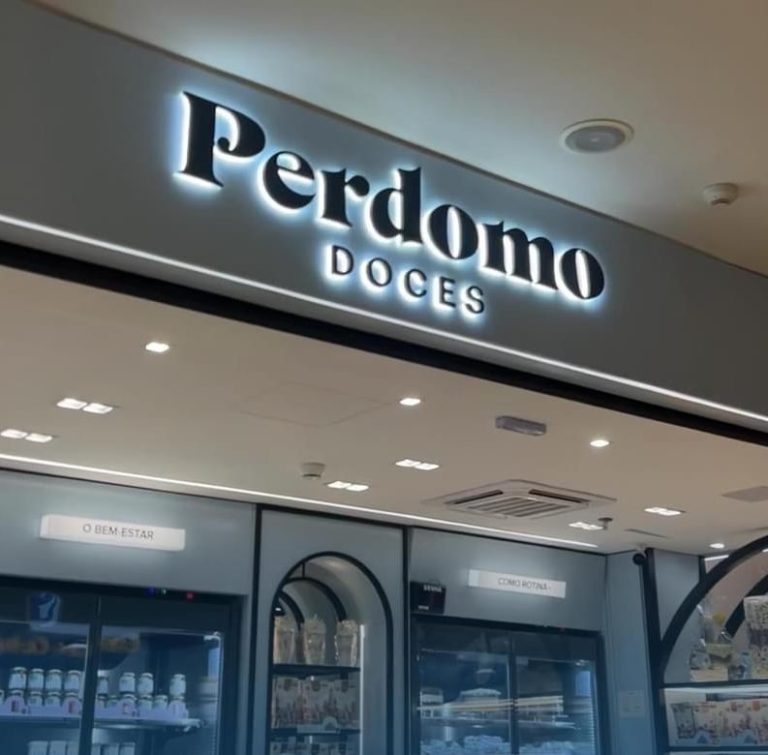 Perdomo
DOCES
O BEM-ESTAR
COMO ROTINA